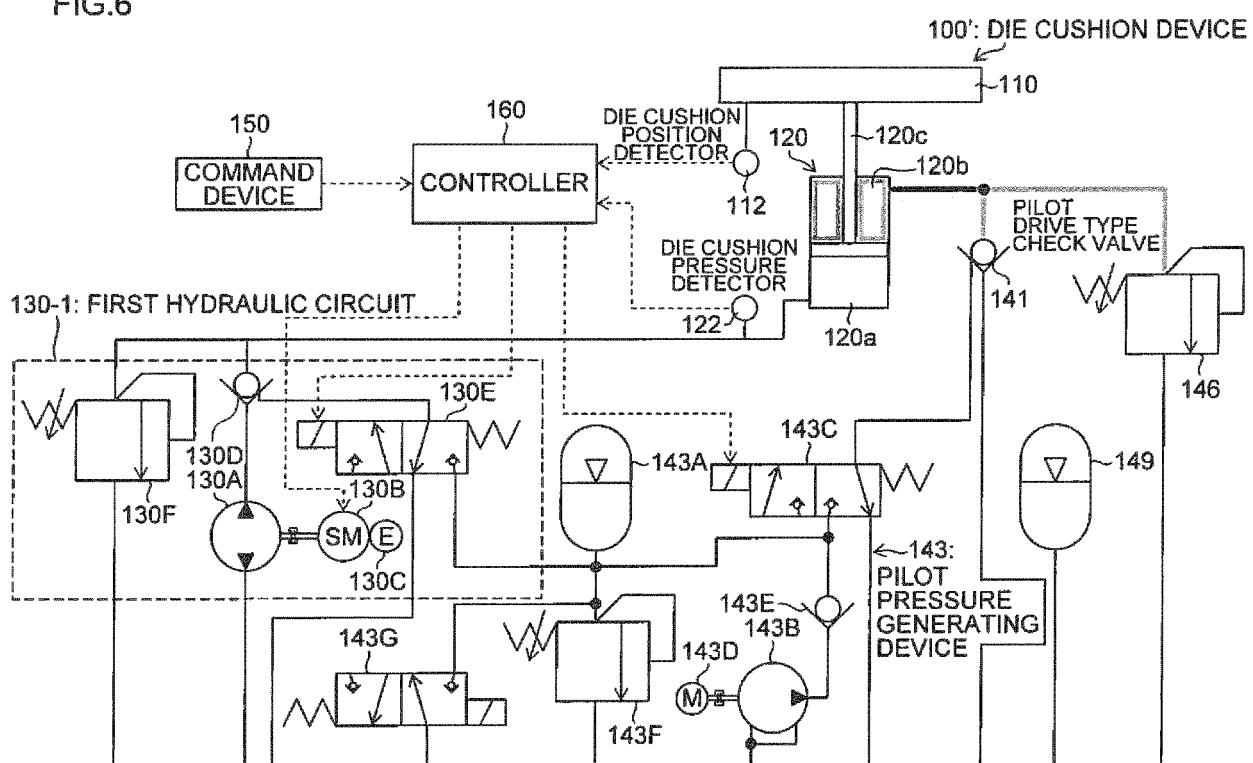 FIG.6
100': DIE CUSHION DEVICE
110
150
160
DIE CUSHION
POSITION
DETECTOR
120
120c
120b
COMMAND
DEVICE
CONTROLLER
112
PILOT
DRIVE TYPE
CHECK VALVE
DIE CUSHION
PRESSURE
DETECTOR
141
130-1: FIRST HYDRAULIC CIRCUIT
122
120a
146
130E
143C
130D
143A
149
130A
130B
130F
SM
E
130C
143:
PILOT
PRESSURE
GENERATING
DEVICE
143E
143G
143B
143D
M
143F